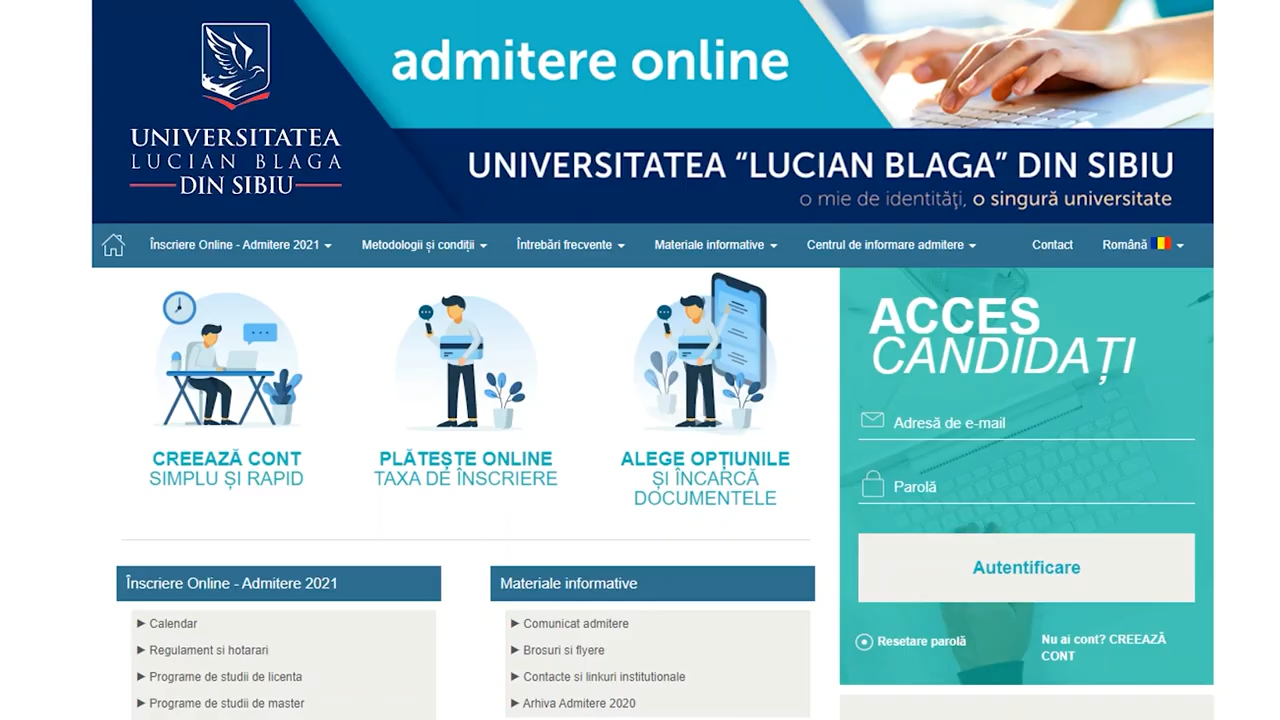 admitere online
UNIVERSITATEA
LUCIAN BLAGA
DIN SIBIU
UNIVERSITATEA “LUCIAN BLAGA” DIN SIBIU
o mie de identităţi, o singură universitate
Înscriere Online - Admitere 2021
Metodologii și condiții
Întrebări frecvente
Materiale informative
Centrul de informare admitere
Contact
Română
CREEAZĂ CONT
SIMPLU ȘI RAPID
PLĂTEȘTE ONLINE
TAXA DE ÎNSCRIERE
ALEGE OPȚIUNILE
ȘI ÎNCARCĂ
DOCUMENTELE
ACCES
CANDIDAȚI
Adresă de e-mail
Parolă
Autentificare
Resetare parolă
Nu ai cont? CREEAZĂ
CONT
Înscriere Online - Admitere 2021
Calendar
Regulament si hotarari
Programe de studii de licenta
Programe de studii de master
Materiale informative
Comunicat admitere
Brosuri si flyere
Contacte si linkuri institutionale
Arhiva Admitere 2020